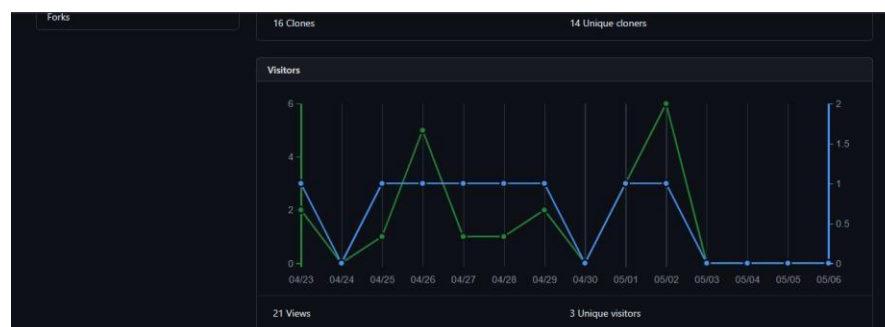 Forks
16 Clones 14 Unique cloners
Visitors
6 2
1.5
4
1
2
0.5
0 0
04/23 04/24 04/25 04/26 04/27 04/28 04/29 04/30 05/01 05/02 05/03 05/04 05/05 05/06
21 Views 3 Unique visitors